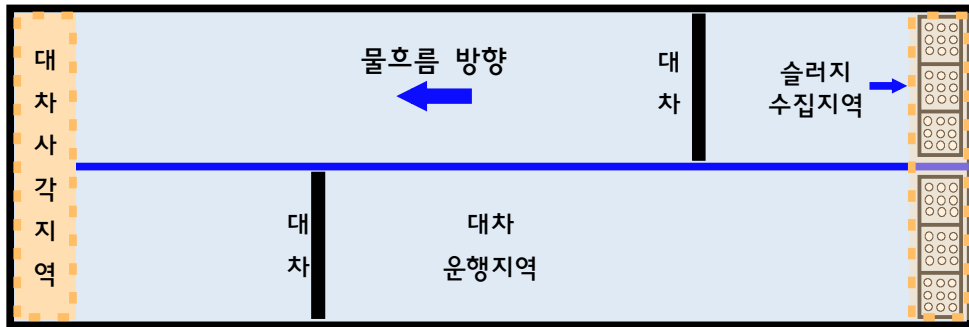 대차사각지역
물흐름 방향
대차
슬러지
수집지역
대차
대차
운행지역